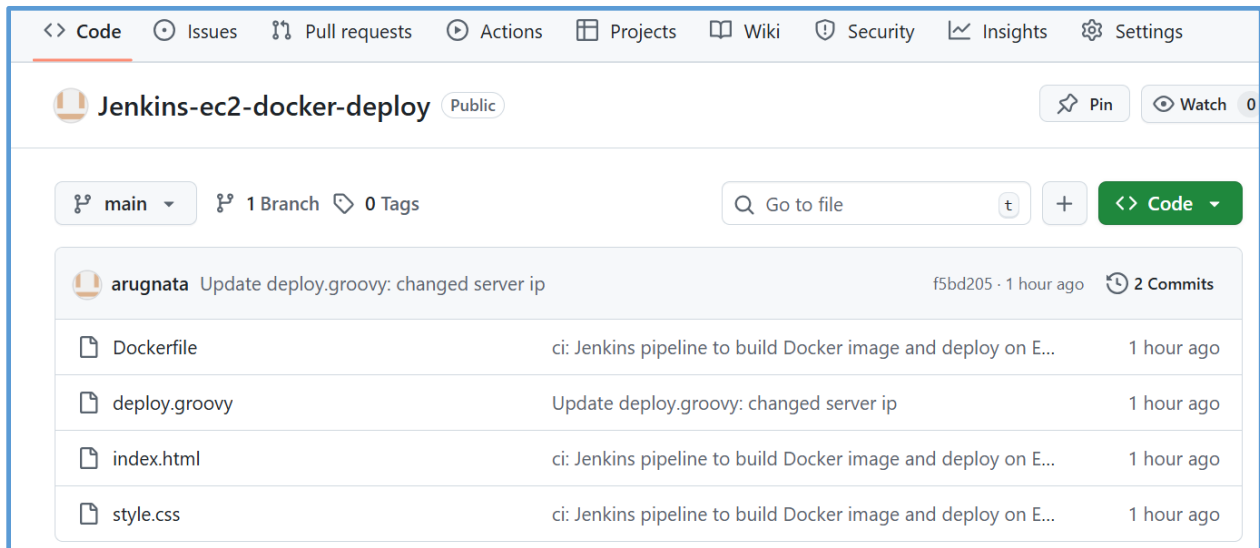 Code Issues Pull requests Actions Projects Wiki Security Insights Settings
Jenkins-ec2-docker-deploy Public Pin Watch 0
main 1 Branch 0 Tags Go to file t Code
arugnata Update deploy.groovy: changed server ip f5bd205 · 1 hour ago 2 Commits
Dockerfile ci: Jenkins pipeline to build Docker image and deploy on E... 1 hour ago
deploy.groovy Update deploy.groovy: changed server ip 1 hour ago
index.html ci: Jenkins pipeline to build Docker image and deploy on E... 1 hour ago
style.css ci: Jenkins pipeline to build Docker image and deploy on E... 1 hour ago